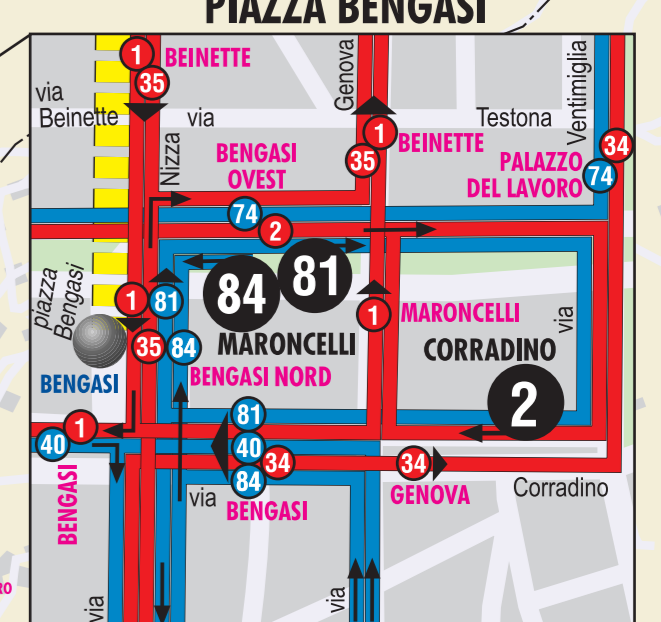 PIAZZA BENGASI
1
BEINETTE
35
via
Beinette
via
Nizza
Genova
1
BEINETTE
35
Testona
Ventimiglia
34
PALAZZO
DEL LAVORO
74
BENGASI
OVEST
74
2
84
81
MARONCELLI
piazza
Bengasi
1
81
35
84
BENGASI
BENGASI NORD
1
MARONCELLI
via
CORRADINO
2
1
40
BENGASI
81
40
34
84
via
BENGASI
34
GENOVA
Corradino
via
via